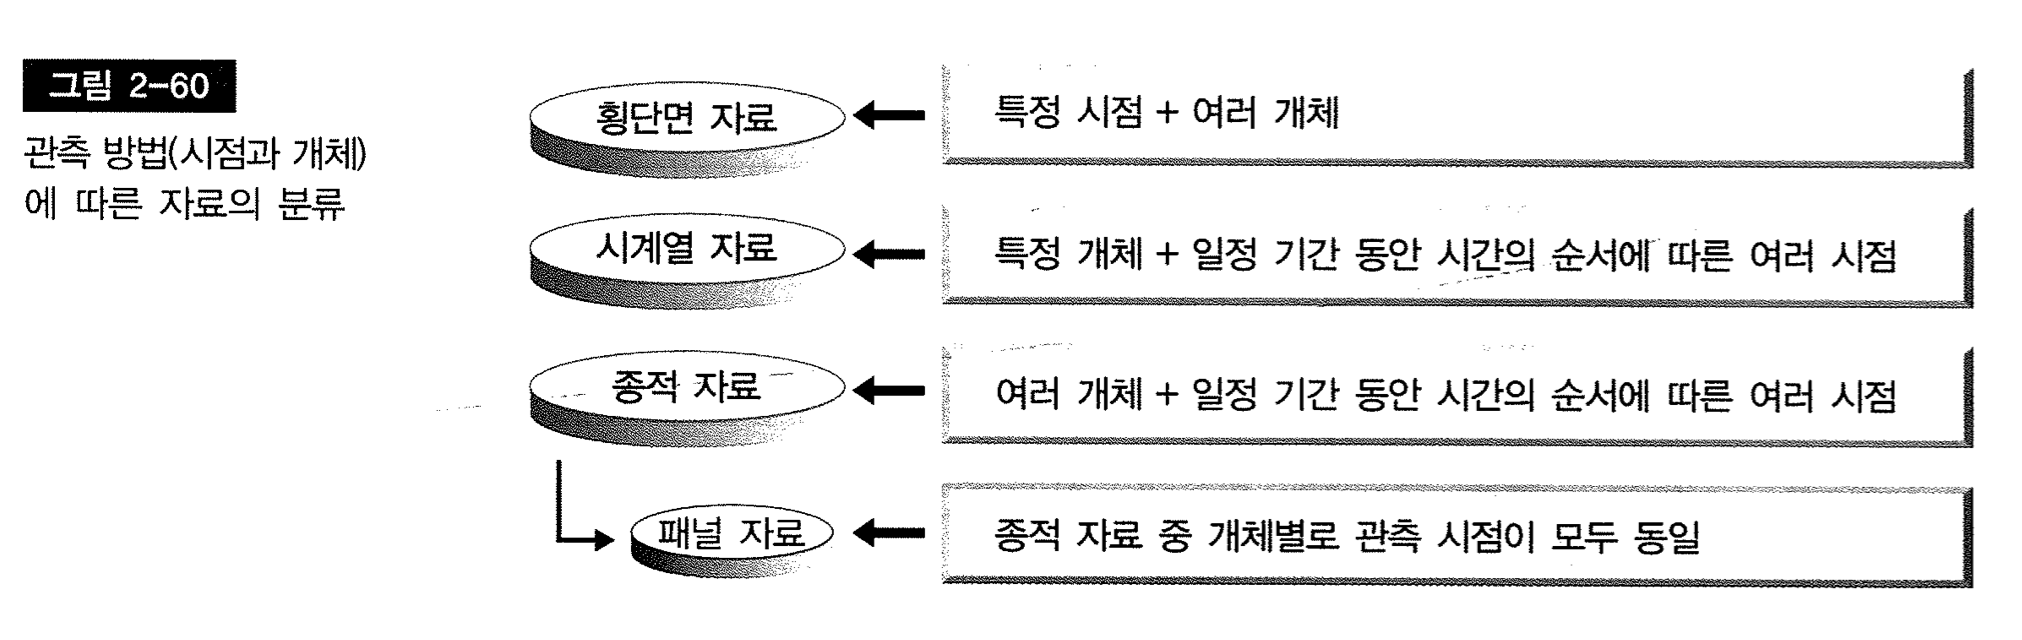 그림 2-60
관측 방법(시점과 개체)
에 따른 자료의 분류
횡단면 자료
특정 시점 + 여러 개체
시계열 자료
특정 개체 + 일정 기간 동안 시간의 순서에 따른 여러 시점
종적 자료
여러 개체 + 일정 기간 동안 시간의 순서에 따른 여러 시점
패널 자료
종적 자료 중 개체별로 관측 시점이 모두 동일